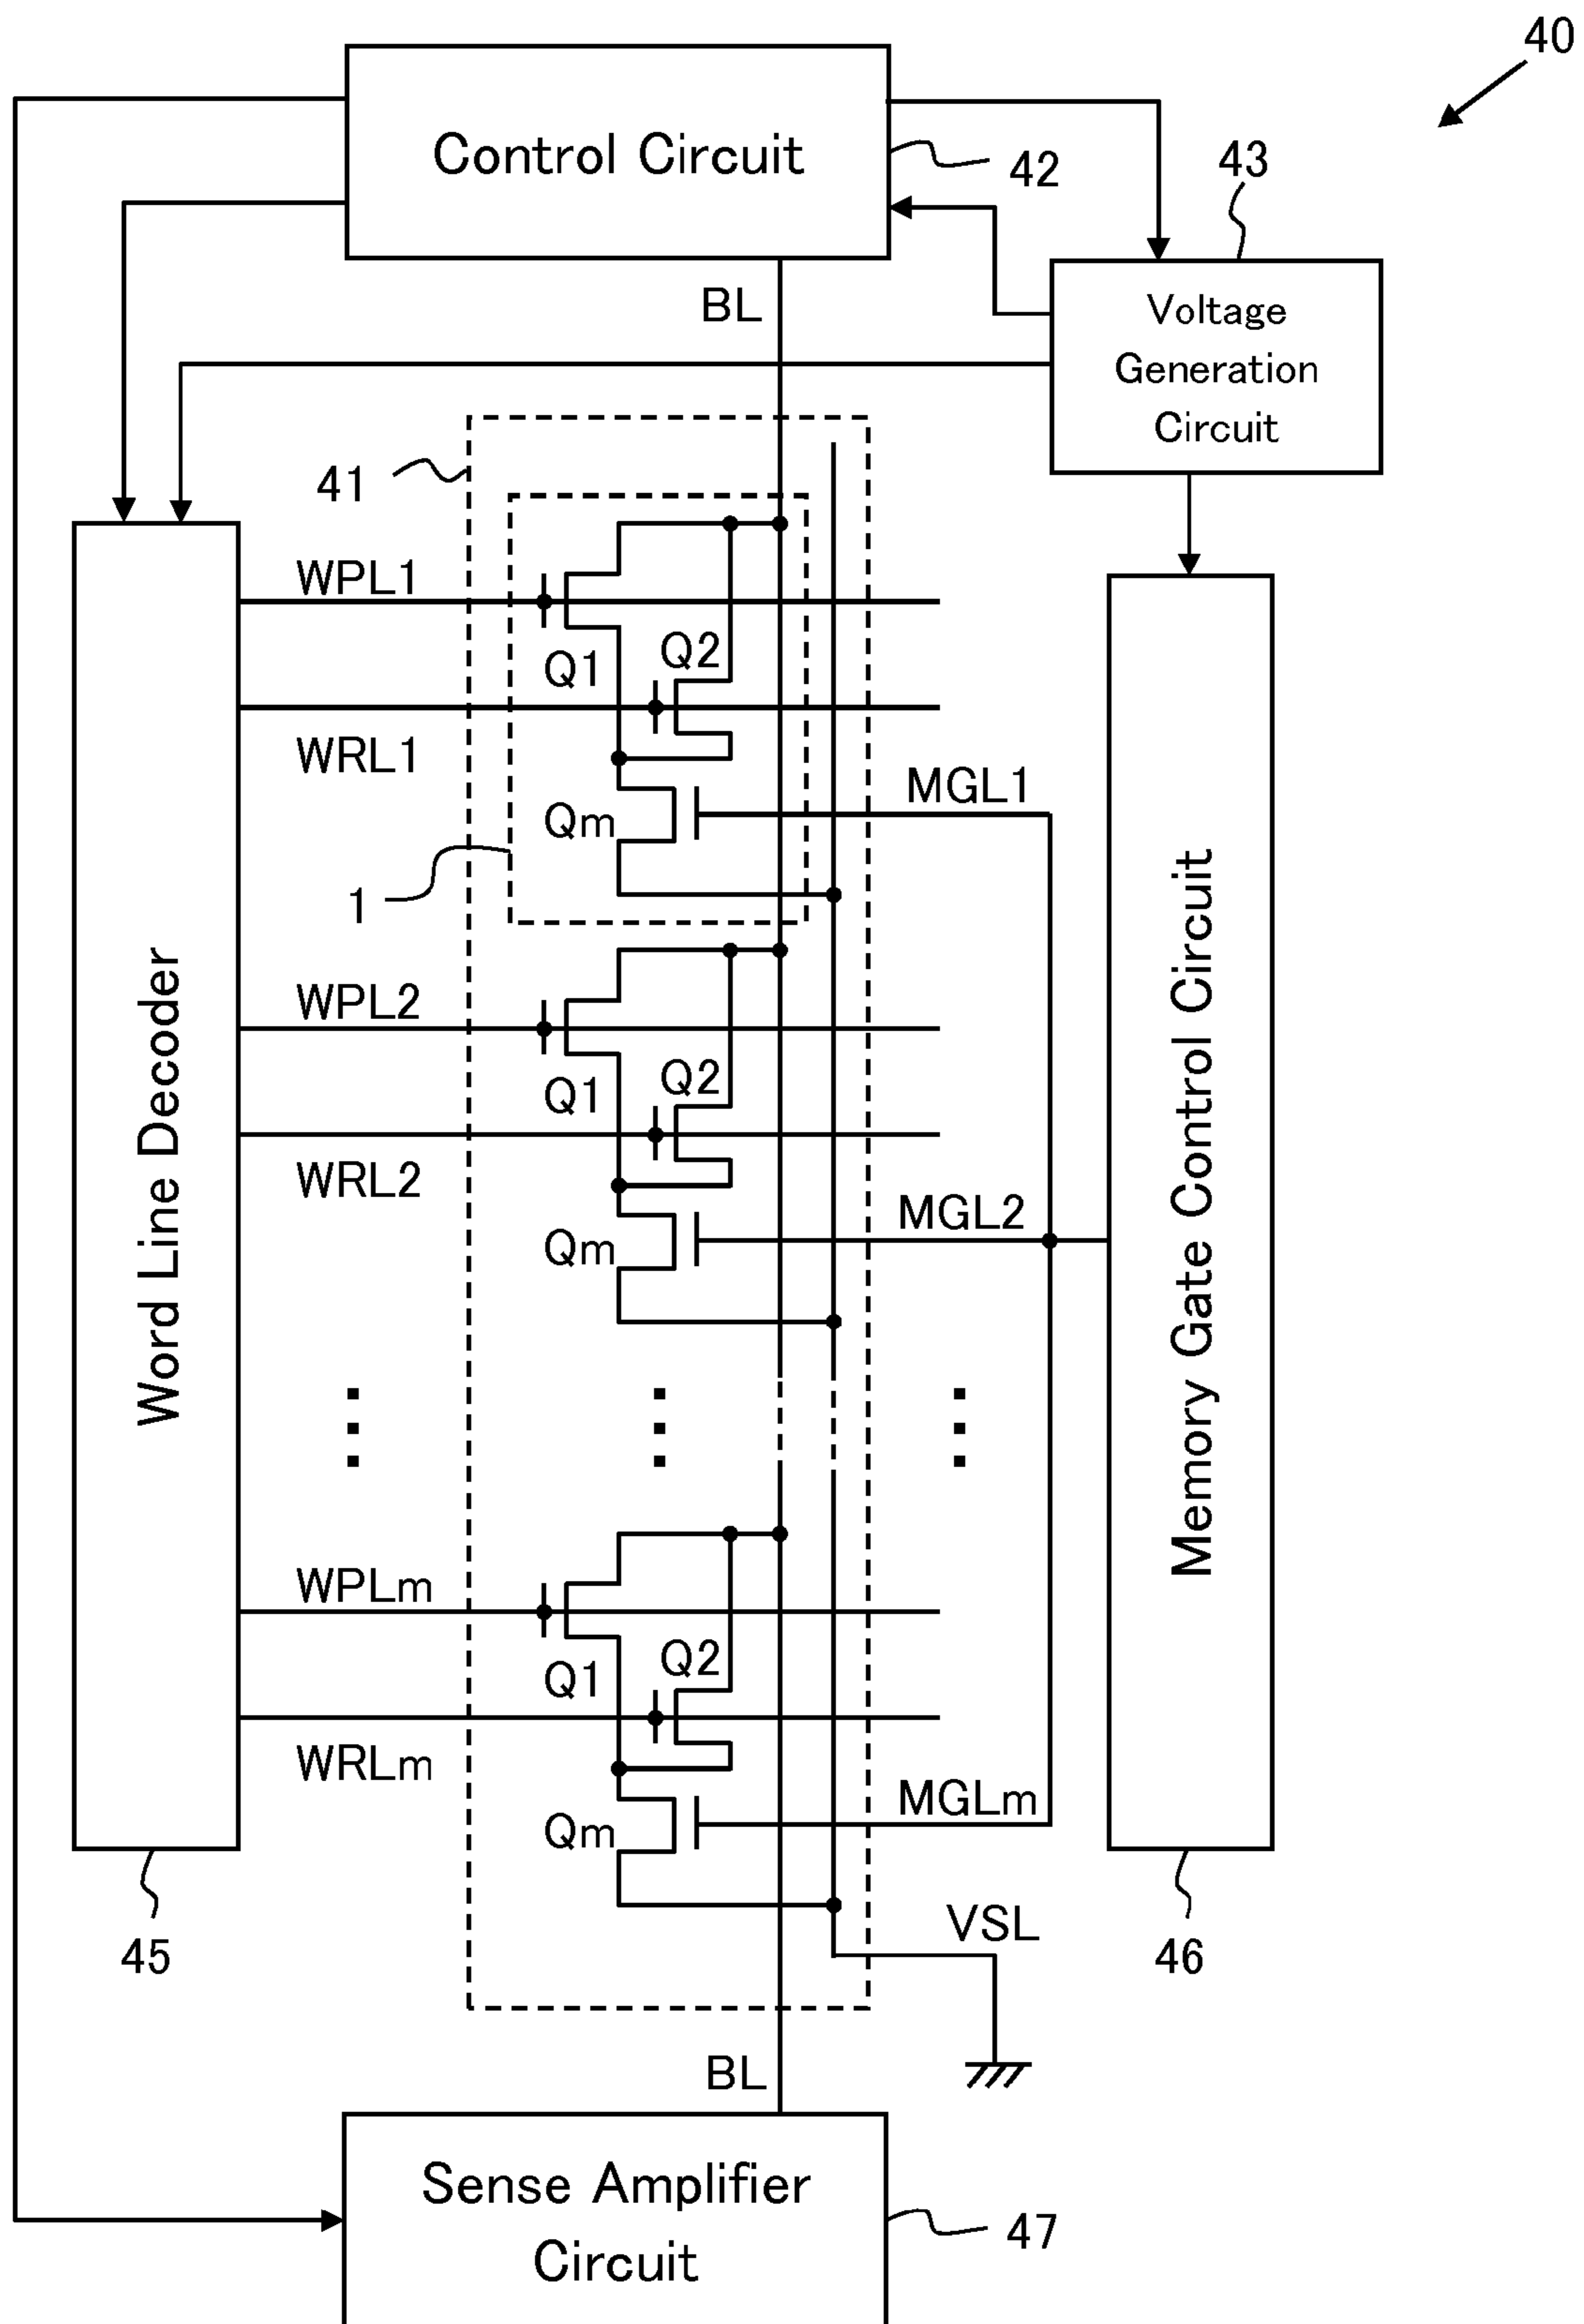 40
Control Circuit
42
43
BL
Voltage
Generation
Circuit
41
WPL1
Q1
Q2
WRL1
MGL1
Qm
1
WPL2
Q1
Q2
WRL2
MGL2
Qm
Word Line Decoder
Memory Gate Control Circuit
WPLm
Q1
Q2
WRLm
MGLm
Qm
VSL
45
46
BL
Sense Amplifier
Circuit
47